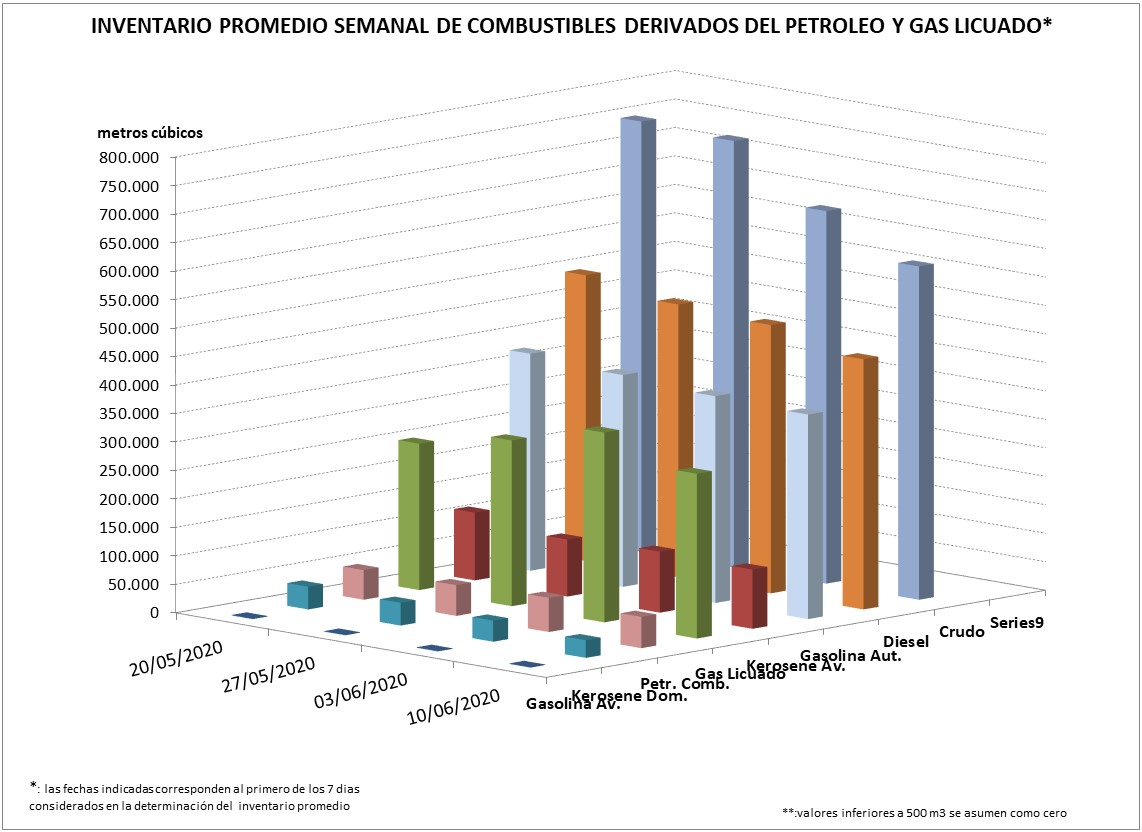 INVENTARIO PROMEDIO SEMANAL DE COMBUSTIBLES DERIVADOS DEL PETROLEO Y GAS LICUADO*
metros cúbicos
800.000
750.000
700.000
650.000
600.000
550.000
500.000
450.000
400.000
350.000
300.000
250.000
200.000
150.000
100.000
50.000
0
20/05/2020
27/05/2020
03/06/2020
10/06/2020
Gasolina Av.
Kerosene Dom.
Petr. Comb.
Gas Licuado
Kerosene Av.
Gasolina Aut.
Diesel
Crudo
Series9
*: las fechas indicadas corresponden al primero de los 7 dias
considerados en la determinación del inventario promedio
**:valores inferiores a 500 m3 se asumen como cero